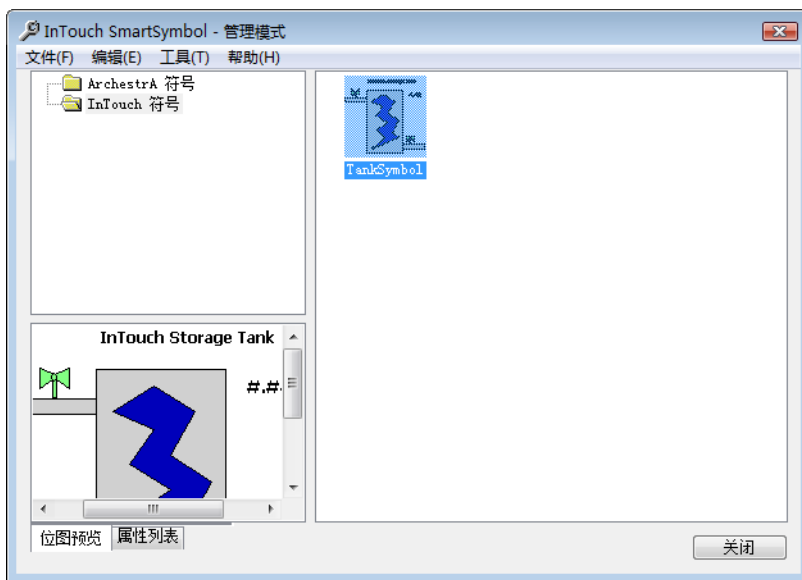 InTouch SmartSymbol - 管理模式
文件(F) 编辑(E) 工具(T) 帮助(H)
ArchestrA 符号
InTouch 符号
TankSymbol
InTouch Storage Tank
#.#
位图预览 属性列表
关闭